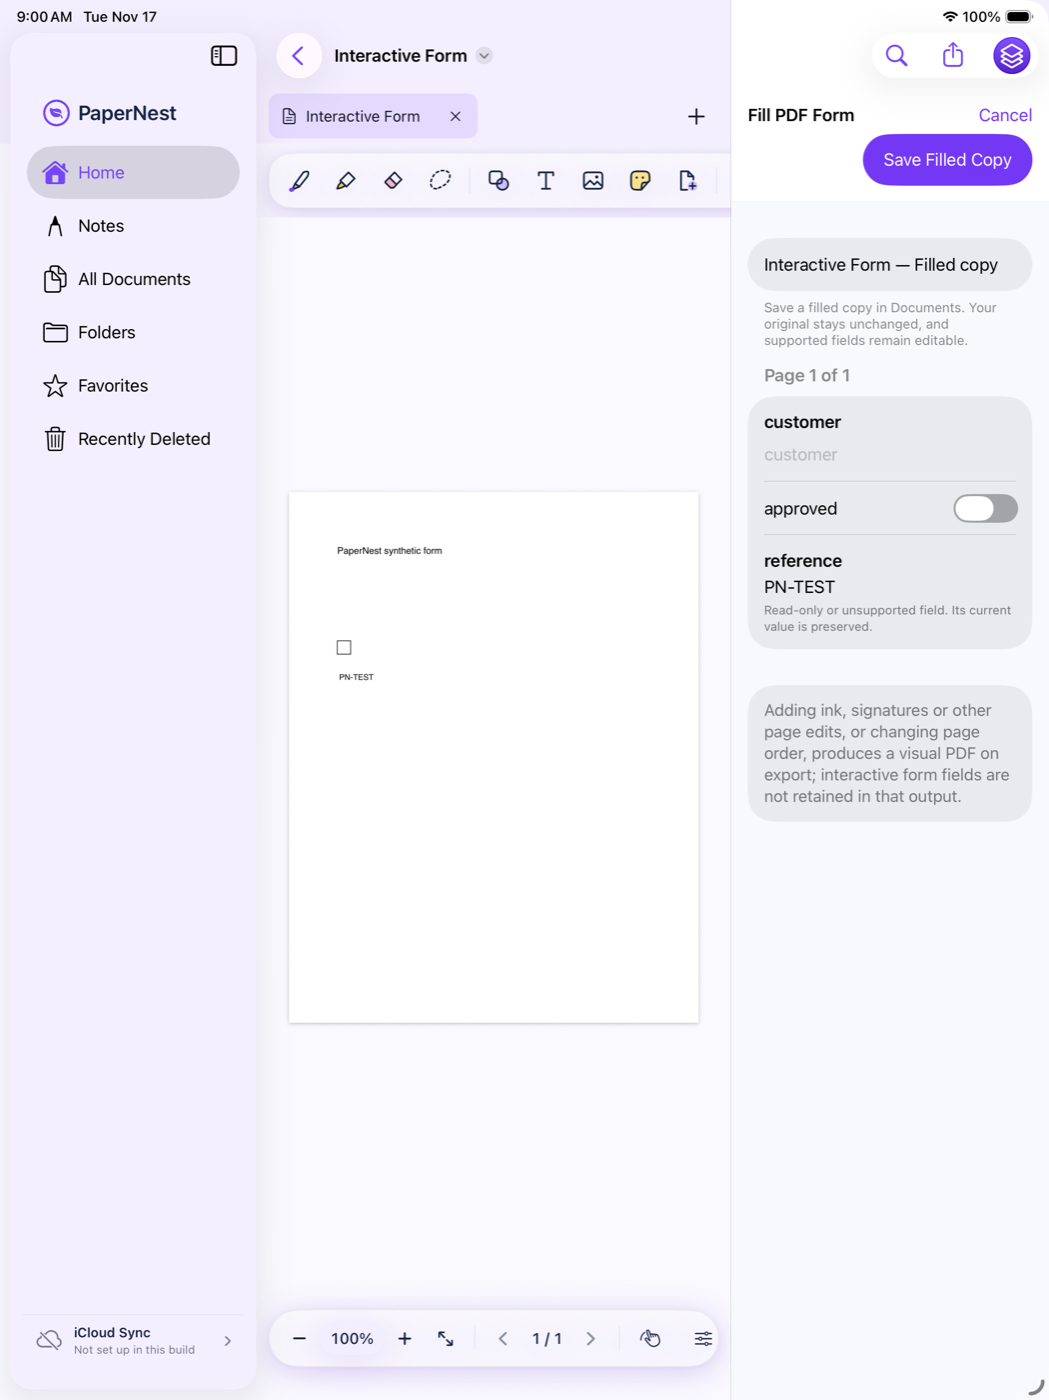 9:00 AM Tue Nov 17
100%
PaperNest
Home
Notes
All Documents
Folders
Favorites
Recently Deleted
iCloud Sync
Not set up in this build
Interactive Form
Interactive Form
PaperNest synthetic form
PN-TEST
100%
1 / 1
Fill PDF Form
Cancel
Save Filled Copy
Interactive Form — Filled copy
Save a filled copy in Documents. Your
original stays unchanged, and
supported fields remain editable.
Page 1 of 1
customer
customer
approved
reference
PN-TEST
Read-only or unsupported field. Its current
value is preserved.
Adding ink, signatures or other
page edits, or changing page
order, produces a visual PDF on
export; interactive form fields are
not retained in that output.